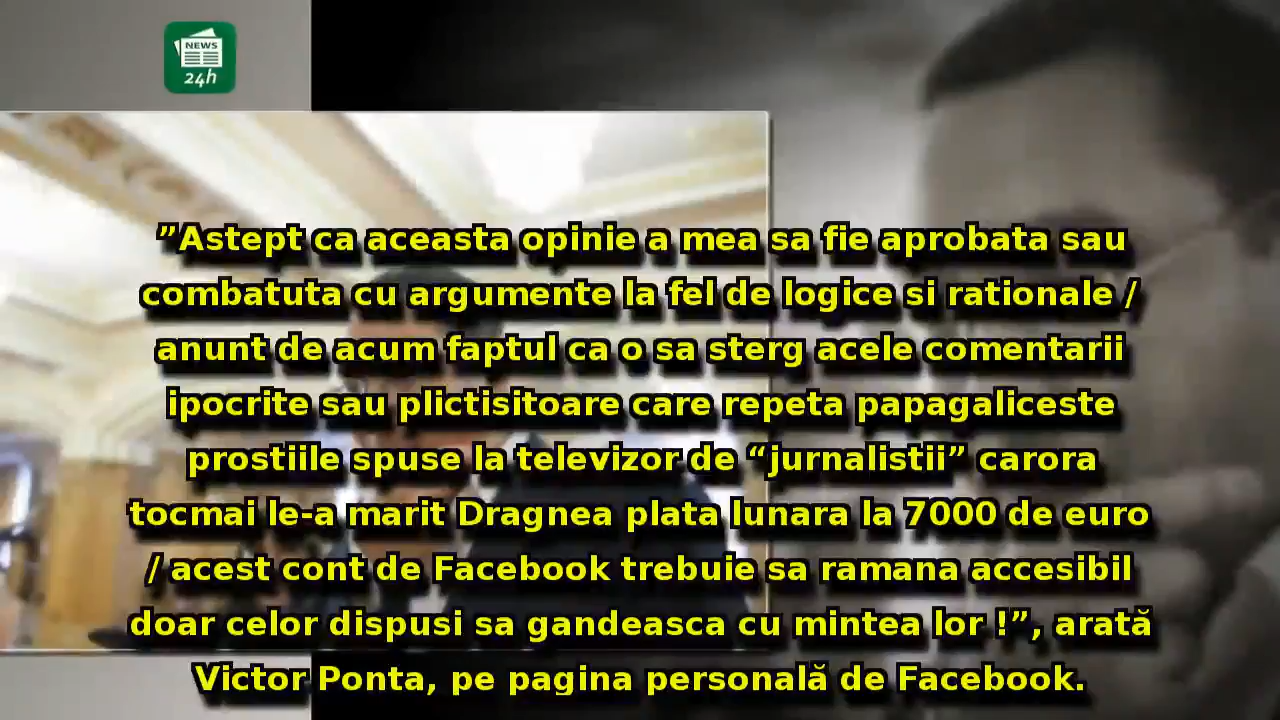 NEWS
24h
”Astept ca aceasta opinie a mea sa fie aprobata sau
combatuta cu argumente la fel de logice si rationale /
anunt de acum faptul ca o sa sterg acele comentarii
ipocrite sau plictisitoare care repeta papagaliceste
prostiile spuse la televizor de “jurnalistii” carora
tocmai le-a marit Dragnea plata lunara la 7000 de euro
/ acest cont de Facebook trebuie sa ramana accesibil
doar celor dispusi sa gandeasca cu mintea lor !”, arată
Victor Ponta, pe pagina personală de Facebook.